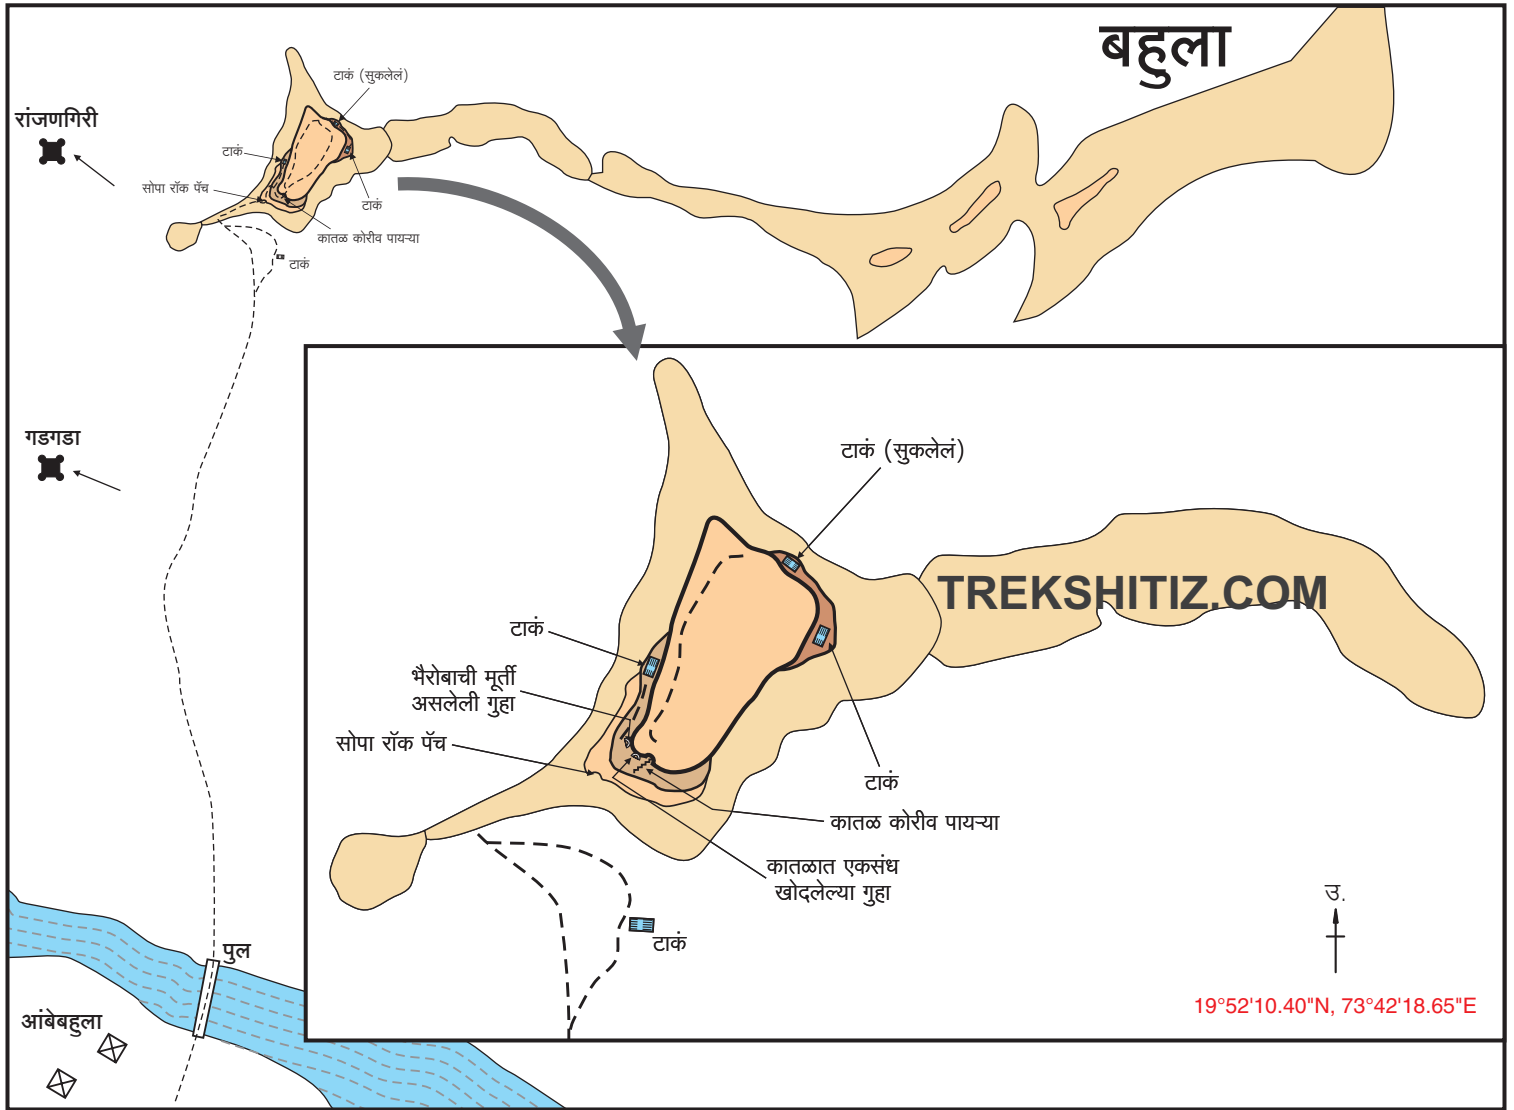 बहुला
टाकं (सुकलेलं)
रांजणगिरी
टाकं
सोपा रॉक पॅच
टाकं
कातळ कोरीव पायऱ्या
टाकं
गडगडा
टाकं (सुकलेलं)
TREKSHITIZ.COM
टाकं
भैरोबाची मूर्ती
असलेली गुहा
सोपा रॉक पॅच
टाकं
कातळ कोरीव पायऱ्या
कातळात एकसंध
खोदलेल्या गुहा
टाकं
उ.
19°52'10.40"N, 73°42'18.65"E
पुल
आंबेबहुला